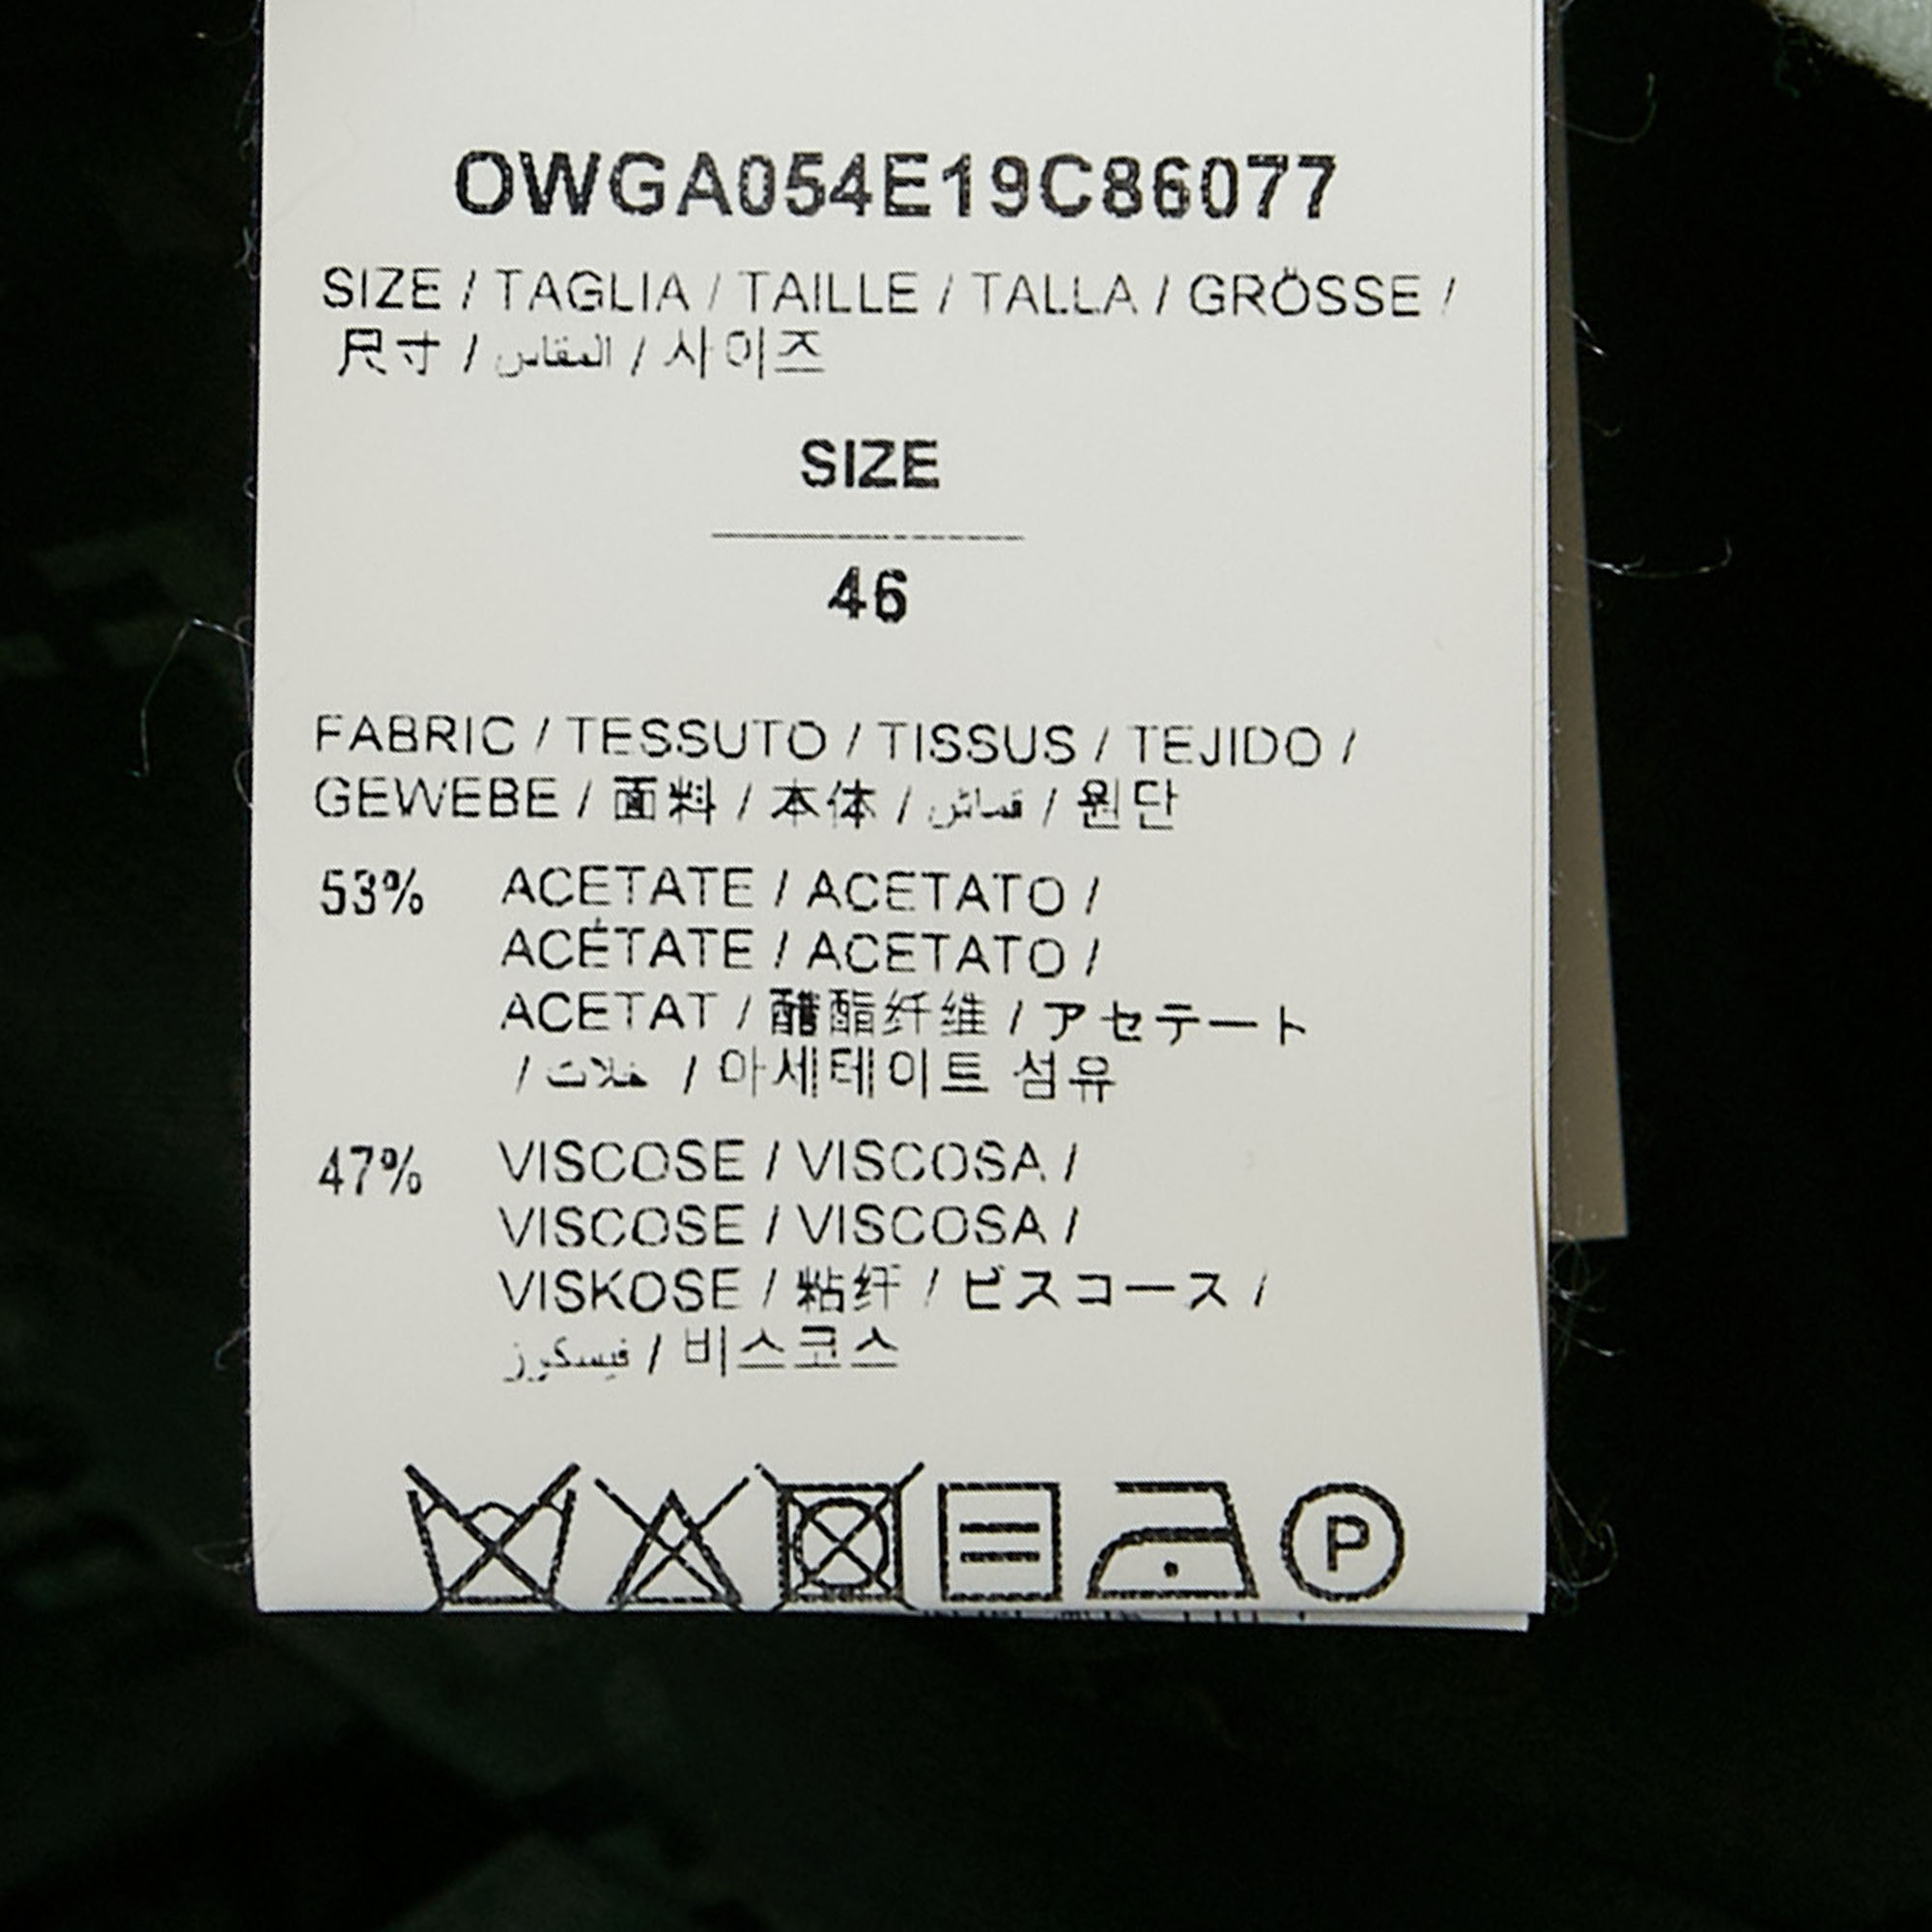 OWGA054E19C86077
SIZE / TAGLIA / TAILLE / TALLA / GRÖSSE /
尺寸 / المقاس / 사이즈
SIZE
46
FABRIC / TESSUTO / TISSUS / TEJIDO /
GEWEBE / 面料 / 本体 / قماش / 원단
53% ACETATE / ACETATO /
ACÉTATE / ACETATO /
ACETAT / 醋酯纤维 / アセテート
/ خلات / 아세테이트 섬유
47% VISCOSE / VISCOSA /
VISCOSE / VISCOSA /
VISKOSE / 粘纤 / ビスコース /
فيسكوز / 비스코스
P